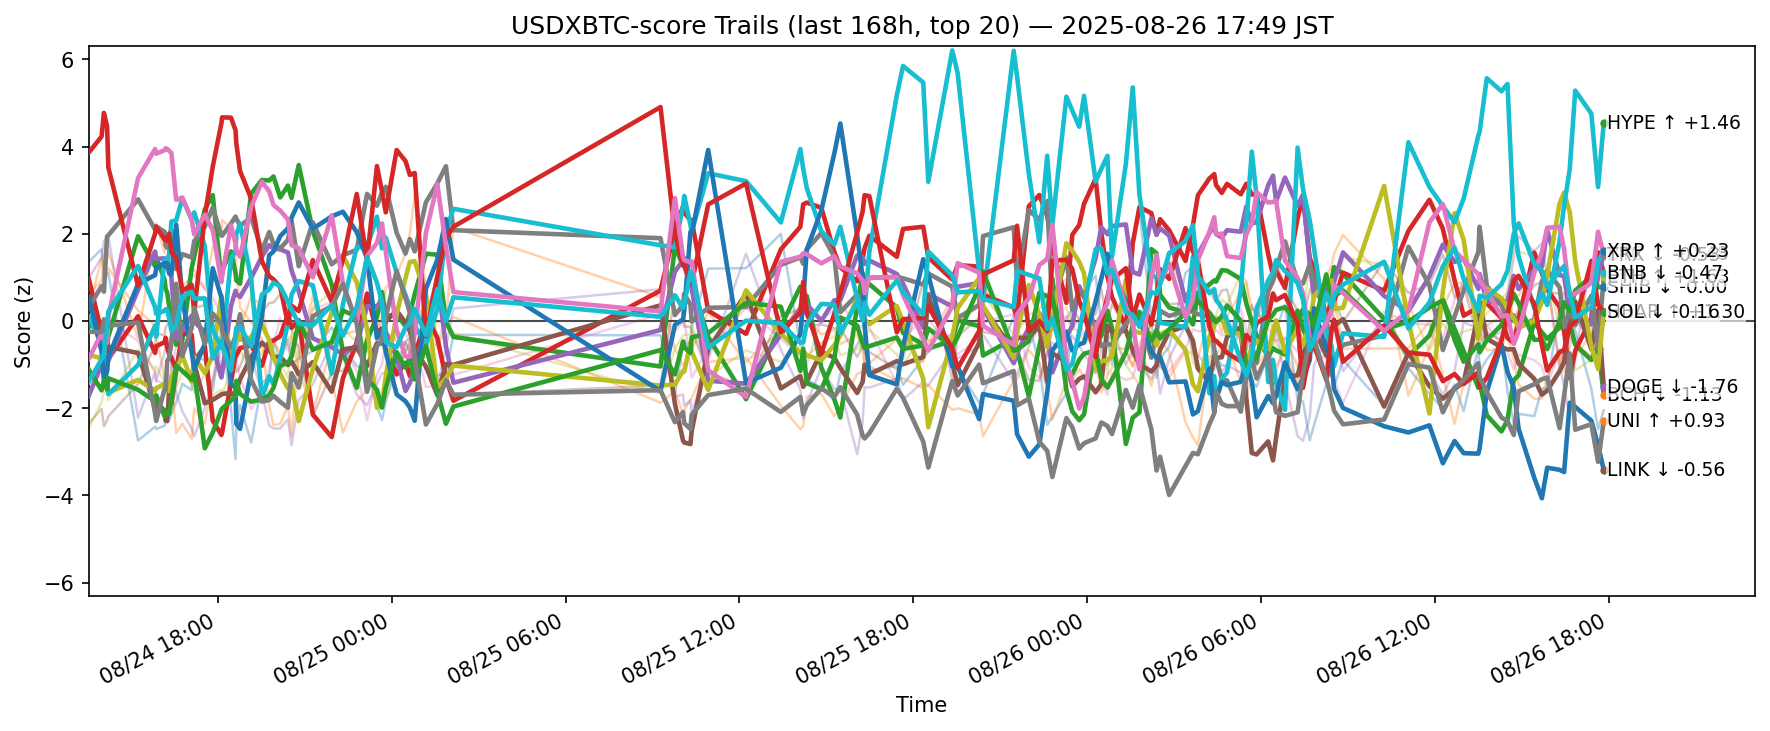 USDXBTC-score Trails (last 168h, top 20) — 2025-08-26 17:49 JST
Score (z)
6
4
2
0
−2
−4
−6
HYPE ↑ +1.46
XRP ↑ +0.23
BNB ↓ -0.47
SHIB ↓ -0.00
SOL ↓ -0.16
DOGE ↓ -1.76
BCH ↓ -1.13
UNI ↑ +0.93
LINK ↓ -0.56
08/24 18:00
08/25 00:00
08/25 06:00
08/25 12:00
08/25 18:00
08/26 00:00
08/26 06:00
08/26 12:00
08/26 18:00
Time